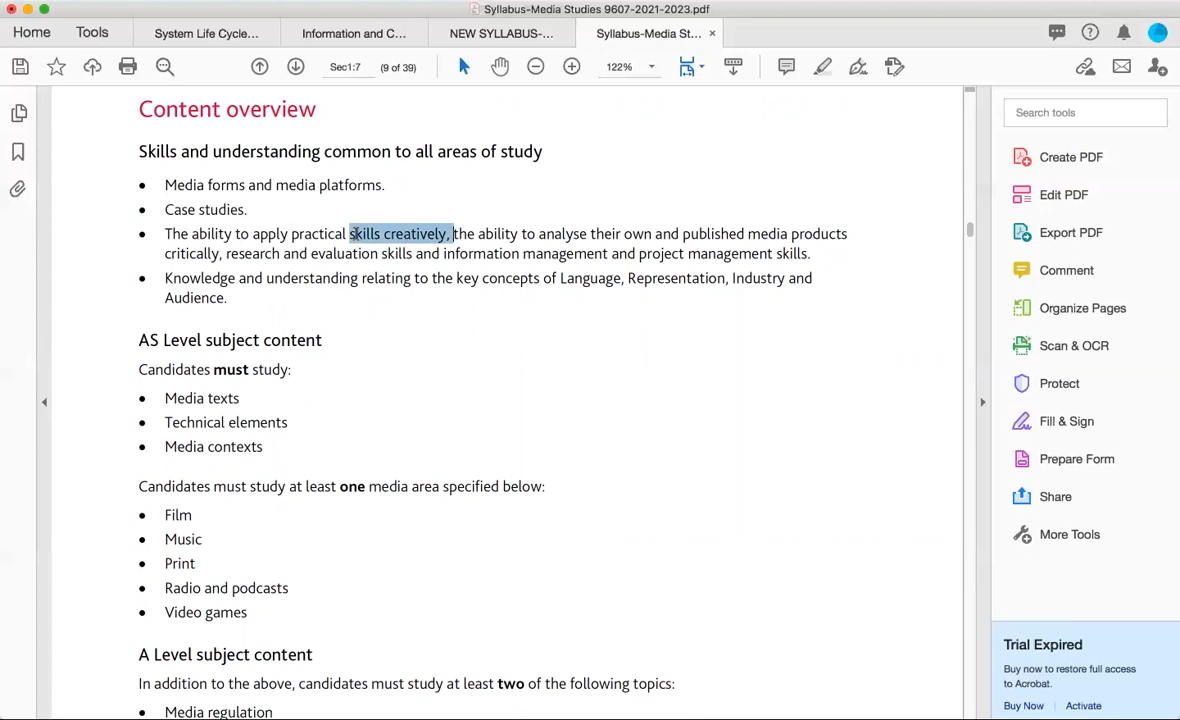 Syllabus-Media Studies 9607-2021-2023.pdf
Home Tools System Life Cycle... Information and C... NEW SYLLABUS-... Syllabus-Media St... ×
Sec1:7 (9 of 39) 122%
Content overview
Skills and understanding common to all areas of study
• Media forms and media platforms.
• Case studies.
• The ability to apply practical skills creatively, the ability to analyse their own and published media products
critically, research and evaluation skills and information management and project management skills.
• Knowledge and understanding relating to the key concepts of Language, Representation, Industry and
Audience.
AS Level subject content
Candidates must study:
• Media texts
• Technical elements
• Media contexts
Candidates must study at least one media area specified below:
• Film
• Music
• Print
• Radio and podcasts
• Video games
A Level subject content
In addition to the above, candidates must study at least two of the following topics:
• Media regulation
Search tools
Create PDF
Edit PDF
Export PDF
Comment
Organize Pages
Scan & OCR
Protect
Fill & Sign
Prepare Form
Share
More Tools
Trial Expired
Buy now to restore full access
to Acrobat.
Buy Now Activate